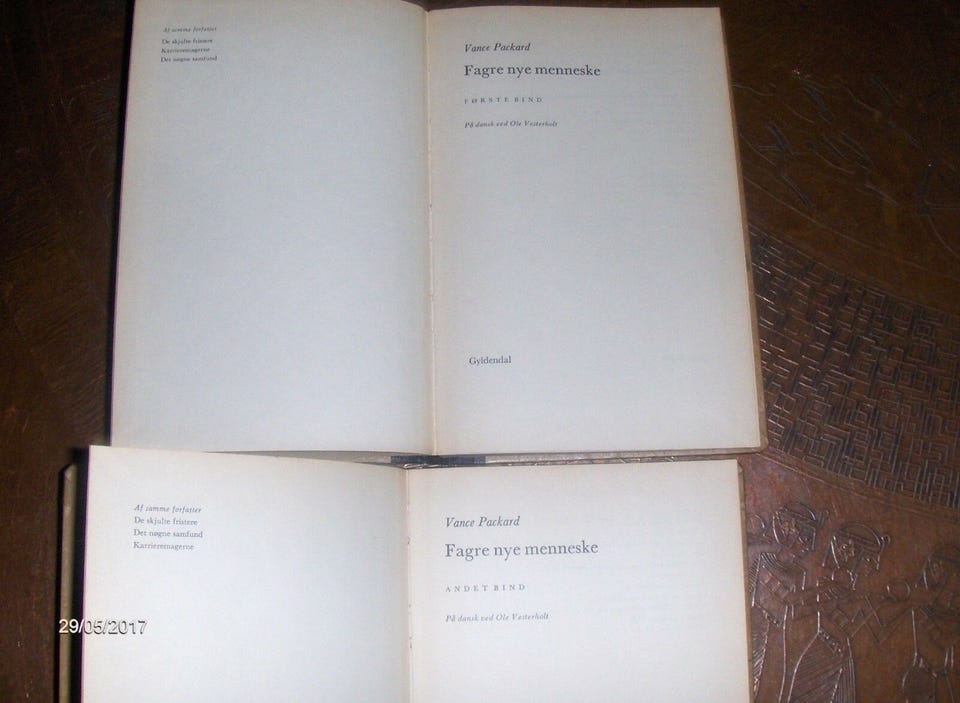 Af samme forfatter
De skjulte fristere
Karrieremagerne
Det nøgne samfund
Vance Packard
Fagre nye menneske
FØRSTE BIND
På dansk ved Ole Vesterholt
Gyldendal
Af samme forfatter
De skjulte fristere
Det nøgne samfund
Karrieremagerne
Vance Packard
Fagre nye menneske
ANDET BIND
På dansk ved Ole Vesterholt
29/05/2017